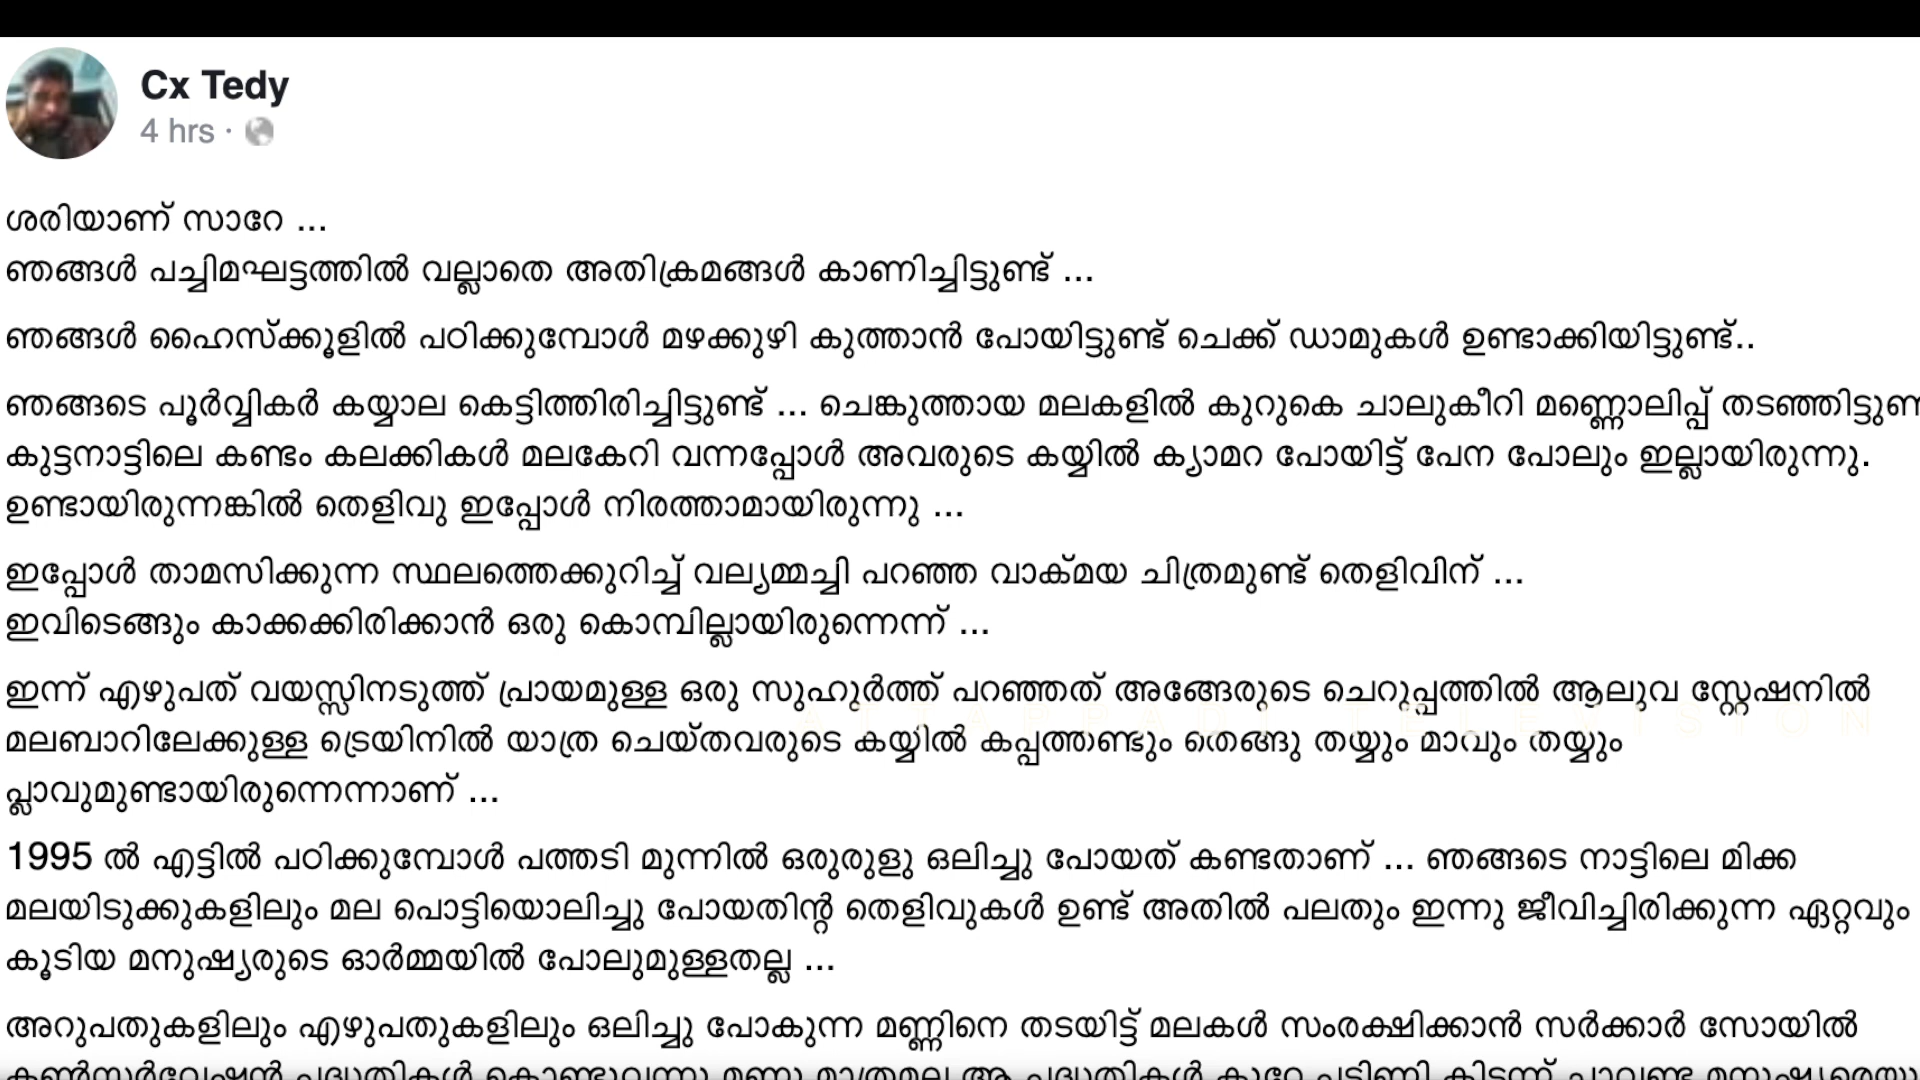 Cx Tedy
4 hrs ·
ശരിയാണ് സാറേ ...
ഞങ്ങൾ പച്ചിമഘട്ടത്തിൽ വല്ലാതെ അതിക്രമങ്ങൾ കാണിച്ചിട്ടുണ്ട് ...
ഞങ്ങൾ ഹൈസ്ക്കൂളിൽ പഠിക്കുമ്പോൾ മഴക്കുഴി കുത്താൻ പോയിട്ടുണ്ട് ചെക്ക് ഡാമുകൾ ഉണ്ടാക്കിയിട്ടുണ്ട്..
ഞങ്ങടെ പൂർവ്വികർ കയ്യാല കെട്ടിത്തിരിച്ചിട്ടുണ്ട് ... ചെങ്കുത്തായ മലകളിൽ കുറുകെ ചാലുകീറി മണ്ണൊലിപ്പ്
കുട്ടനാട്ടിലെ കണ്ടം കലക്കികൾ മലകേറി വന്നപ്പോൾ അവരുടെ കയ്യിൽ ക്യാമറ പോയിട്ട് പേന പോലും ഇല്ലായിരുന്നു.
ഉണ്ടായിരുന്നങ്കിൽ തെളിവു ഇപ്പോൾ നിരത്താമായിരുന്നു ...
ഇപ്പോൾ താമസിക്കുന്ന സ്ഥലത്തെക്കുറിച്ച് വല്യമ്മച്ചി പറഞ്ഞ വാക്മയ ചിത്രമുണ്ട് തെളിവിന് ...
ഇവിടെങ്ങും കാക്കക്കിരിക്കാൻ ഒരു കൊമ്പില്ലായിരുന്നെന്ന് ...
ഇന്ന് എഴുപത് വയസ്സിനടുത്ത് പ്രായമുള്ള ഒരു സുഹുർത്ത് പറഞ്ഞത് അങ്ങേരുടെ ചെറുപ്പത്തിൽ ആലുവ സ്റ്റേഷനിൽ
ATTAPPADI TELEVISION
മലബാറിലേക്കുള്ള ട്രെയിനിൽ യാത്ര ചെയ്തവരുടെ കയ്യിൽ കപ്പത്തണ്ടും തെങ്ങു തയ്യും മാവും തയ്യും
പ്ലാവുമുണ്ടായിരുന്നെന്നാണ് ...
1995 ൽ എട്ടിൽ പഠിക്കുമ്പോൾ പത്തടി മുന്നിൽ ഒരുരുളു ഒലിച്ചു പോയത് കണ്ടതാണ് ... ഞങ്ങടെ നാട്ടിലെ മിക്ക
മലയിടുക്കുകളിലും മല പൊട്ടിയൊലിച്ചു പോയതിന്റ തെളിവുകൾ ഉണ്ട് അതിൽ പലതും ഇന്നു ജീവിച്ചിരിക്കുന്ന ഏറ്റവും
കൂടിയ മനുഷ്യരുടെ ഓർമ്മയിൽ പോലുമുള്ളതല്ല ...
അറുപതുകളിലും എഴുപതുകളിലും ഒലിച്ചു പോകുന്ന മണ്ണിനെ തടയിട്ട് മലകൾ സംരക്ഷിക്കാൻ സർക്കാർ സോയിൽ